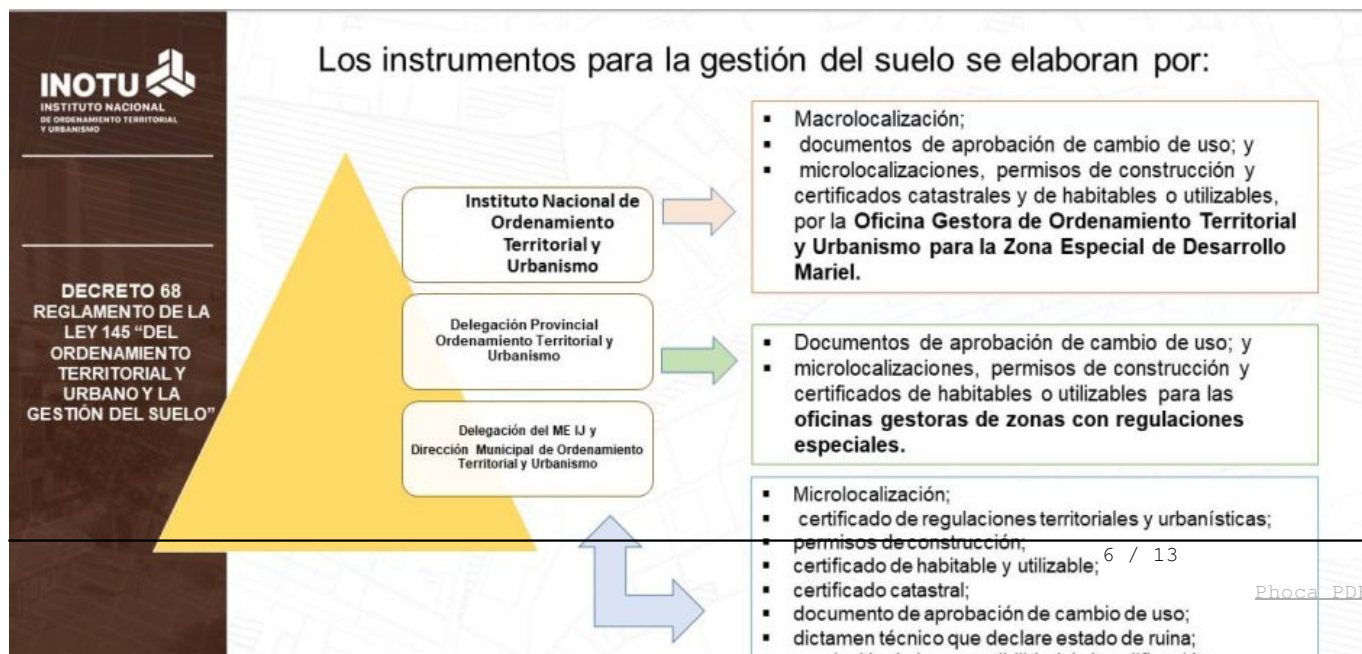 INOTU
INSTITUTO NACIONAL
DE ORDENAMIENTO TERRITORIAL
Y URBANISMO
DECRETO 68
REGLAMENTO DE LA
LEY 145 “DEL
ORDENAMIENTO
TERRITORIAL Y
URBANO Y LA
GESTIÓN DEL SUELO”
Los instrumentos para la gestión del suelo se elaboran por:
Instituto Nacional de
Ordenamiento
Territorial y
Urbanismo
▪ Macrolocalización;
▪ documentos de aprobación de cambio de uso; y
▪ microlocalizaciones, permisos de construcción y
certificados catastrales y de habitables o utilizables,
por la Oficina Gestora de Ordenamiento Territorial
y Urbanismo para la Zona Especial de Desarrollo
Mariel.
Delegación Provincial
Ordenamiento Territorial y
Urbanismo
▪ Documentos de aprobación de cambio de uso; y
▪ microlocalizaciones, permisos de construcción y
certificados de habitables o utilizables para las
oficinas gestoras de zonas con regulaciones
especiales.
Delegación del ME IJ y
Dirección Municipal de Ordenamiento
Territorial y Urbanismo
▪ Microlocalización;
▪ certificado de regulaciones territoriales y urbanísticas;
▪ permisos de construcción;
▪ certificado de habitable y utilizable;
▪ certificado catastral;
▪ documento de aprobación de cambio de uso;
▪ dictamen técnico que declare estado de ruina;
6 / 13
Phoca PD